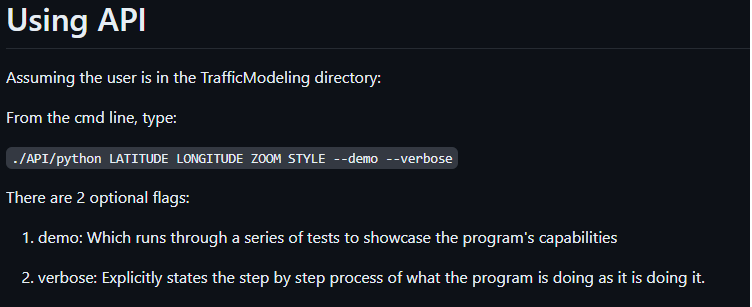 Using API
Assuming the user is in the TrafficModeling directory:
From the cmd line, type:
./API/python LATITUDE LONGITUDE ZOOM STYLE --demo --verbose
There are 2 optional flags:
1. demo: Which runs through a series of tests to showcase the program's capabilities
2. verbose: Explicitly states the step by step process of what the program is doing as it is doing it.